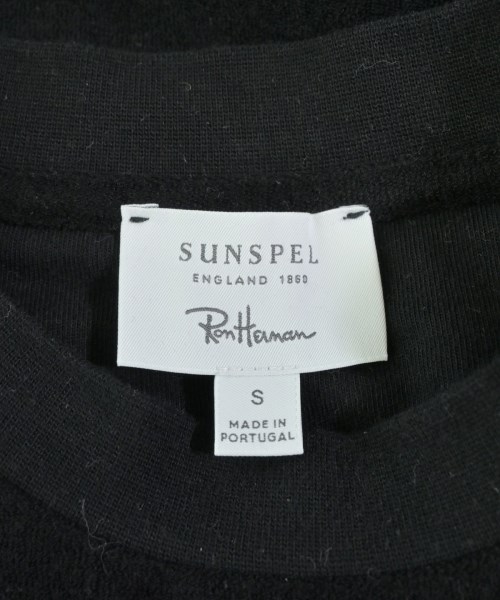 SUNSPEL
ENGLAND 1860
Ron Herman
S
MADE IN
PORTUGAL